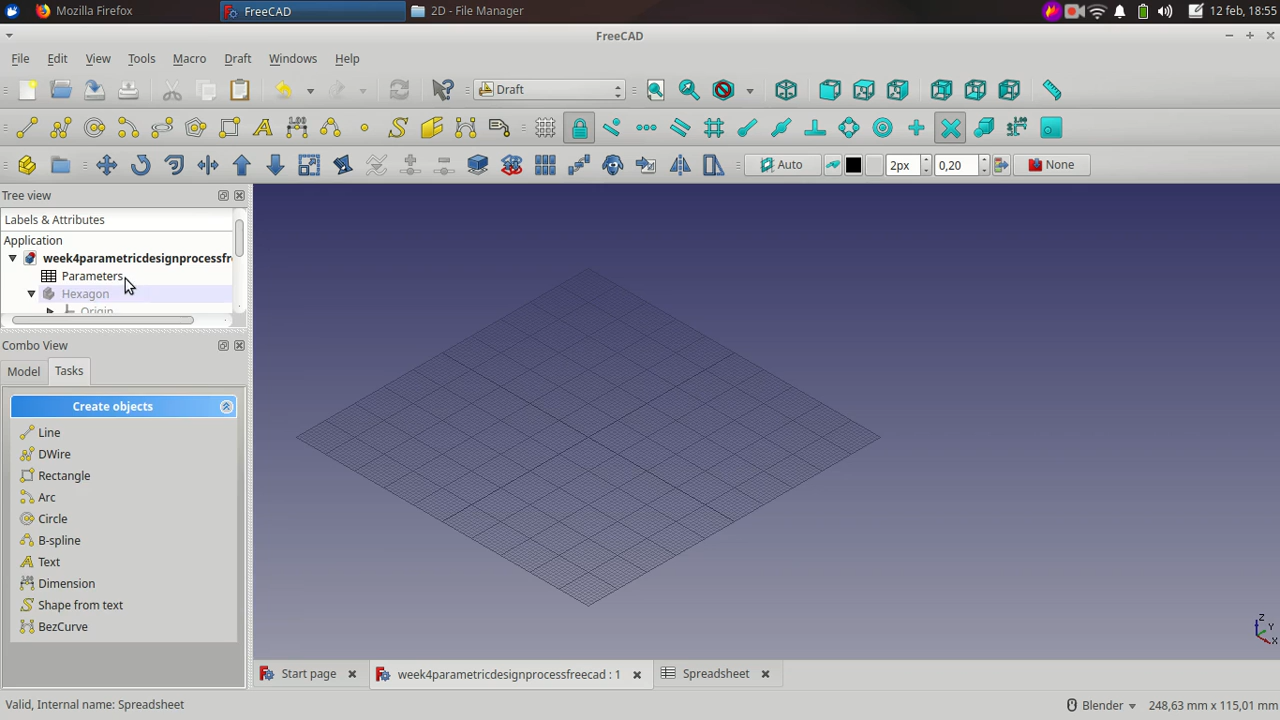 Mozilla Firefox FreeCAD 2D - File Manager 12 feb, 18:55
FreeCAD
File Edit View Tools Macro Draft Windows Help
Draft
Auto 2px 0,20 None
Tree view
Labels & Attributes
Application
week4parametricdesignprocessfr
Parameters
Hexagon
Origin
Combo View
Model Tasks
Create objects
Line
DWire
Rectangle
Arc
Circle
B-spline
Text
Dimension
Shape from text
BezCurve
Z
Y
X
Start page week4parametricdesignprocessfreecad : 1 Spreadsheet
Valid, Internal name: Spreadsheet Blender 248,63 mm x 115,01 mm